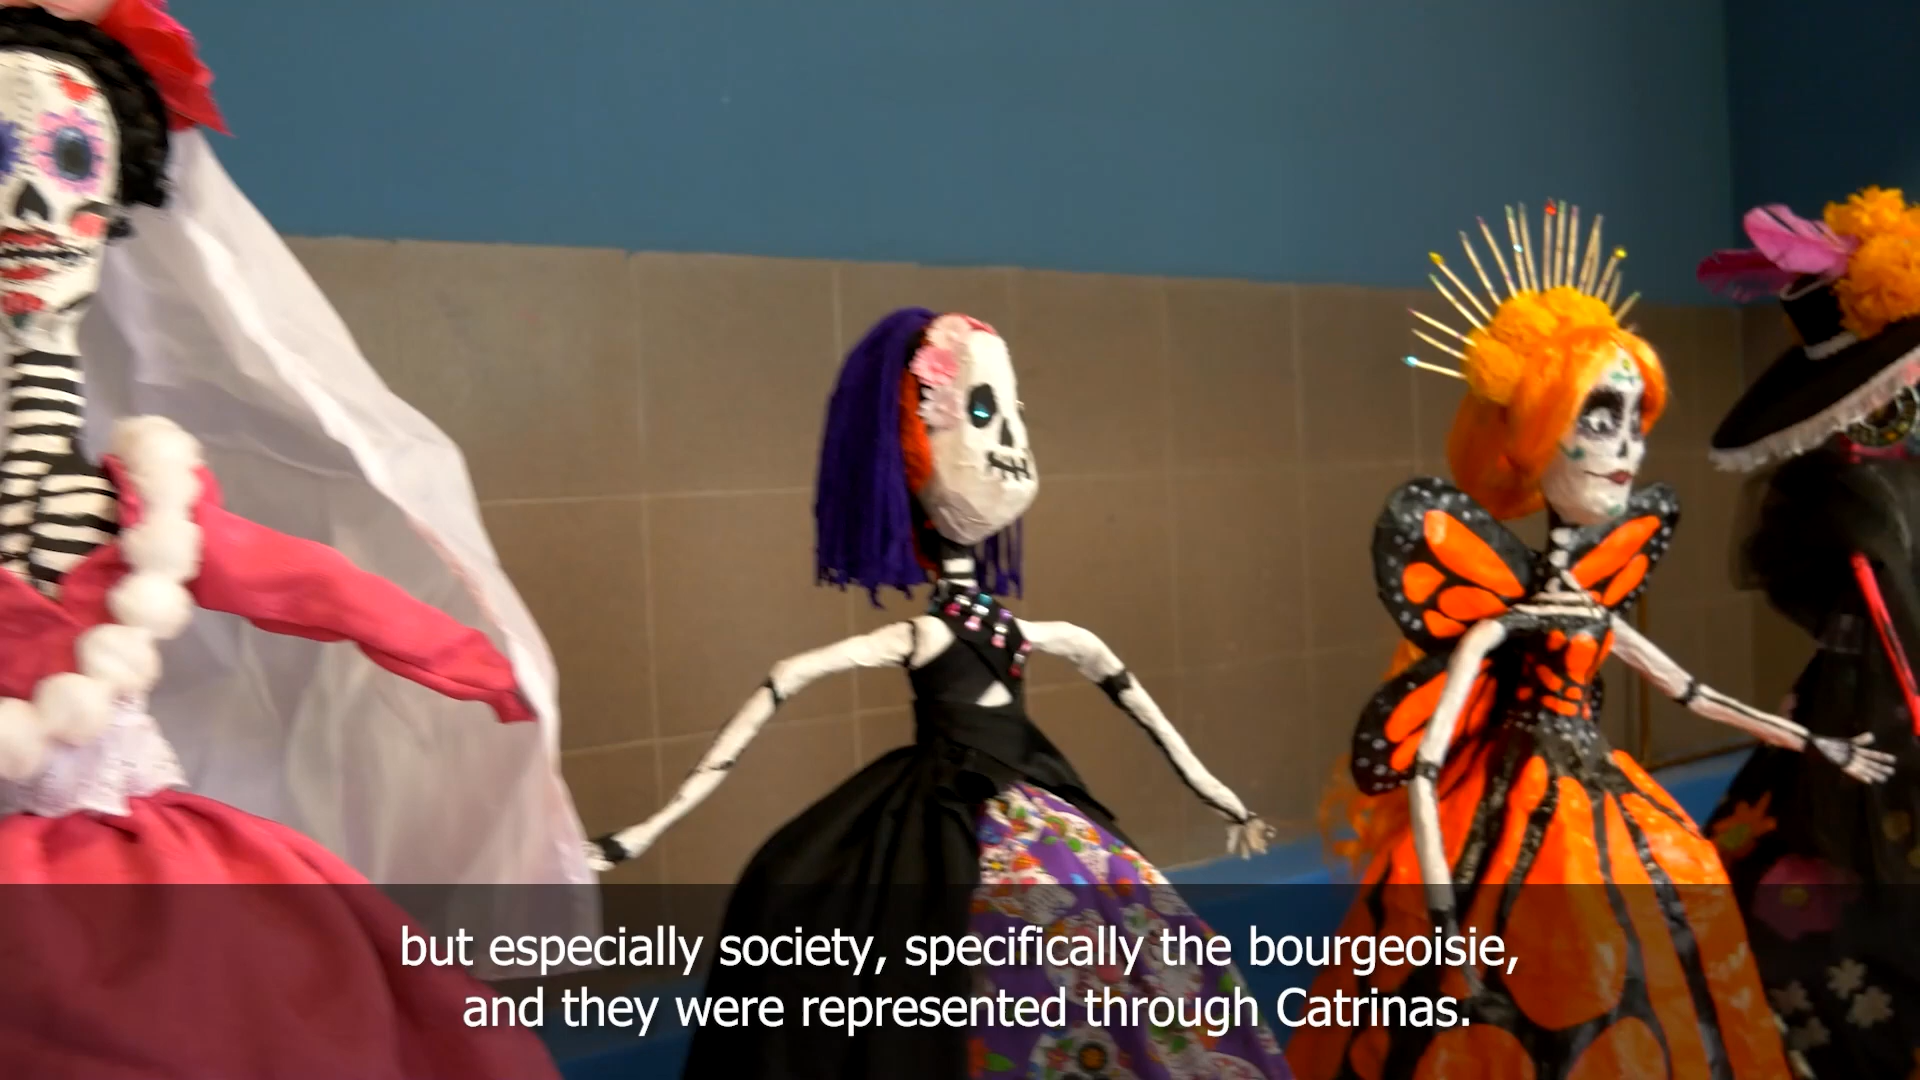 but especially society, specifically the bourgeoisie,
and they were represented through Catrinas.